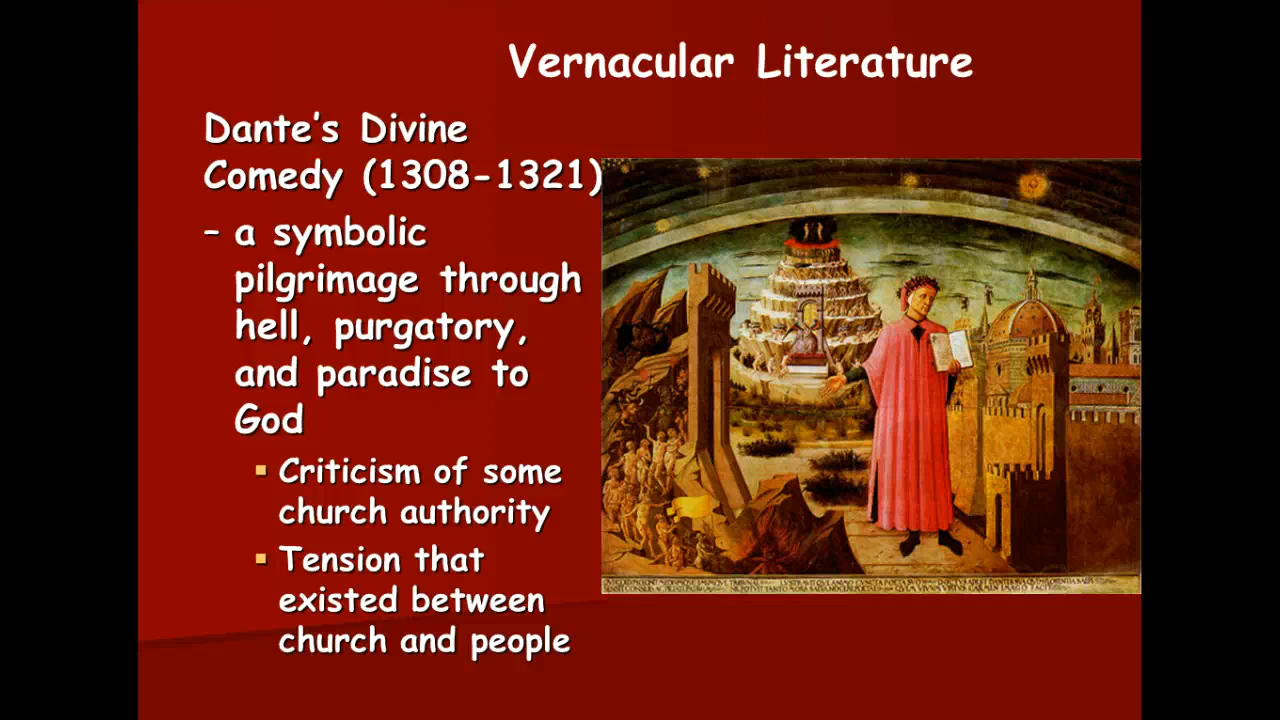 Vernacular Literature
Dante's Divine
Comedy (1308-1321)
– a symbolic
pilgrimage through
hell, purgatory,
and paradise to
God
▪ Criticism of some
church authority
▪ Tension that
existed between
church and people